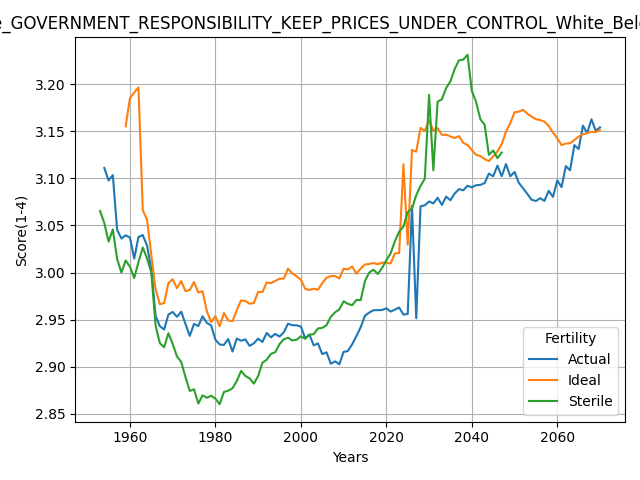 GOVERNMENT_RESPONSIBILITY_KEEP_PRICES_UNDER_CONTROL_White_
3.20
3.15
3.10
3.05
3.00
2.95
2.90
2.85
Score(1-4)
1960 1980 2000 2020 2040 2060
Years
Fertility
Actual
Ideal
Sterile